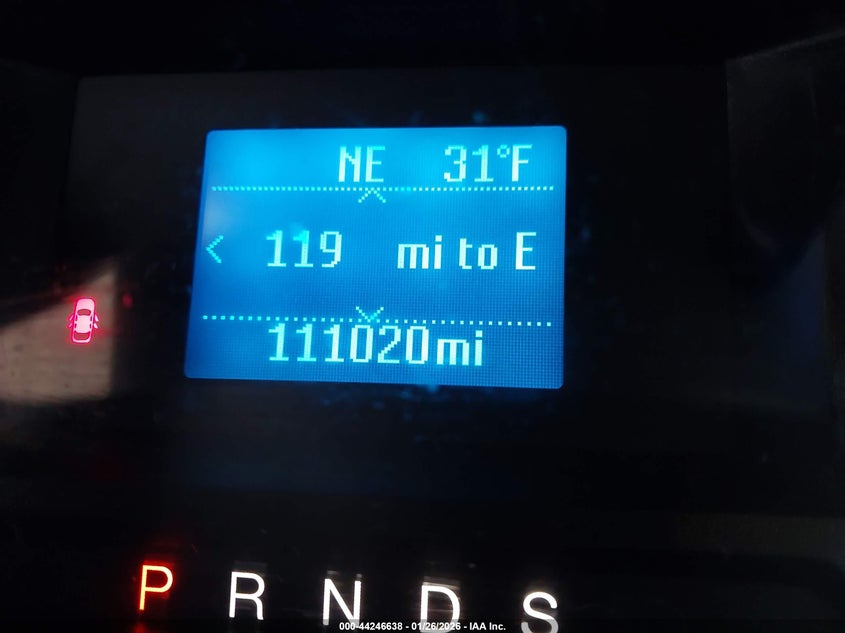 NE 31°F
119 mi to E
111020mi
P R N D S
000-44246638 - 01/26/2026 - IAA Inc.